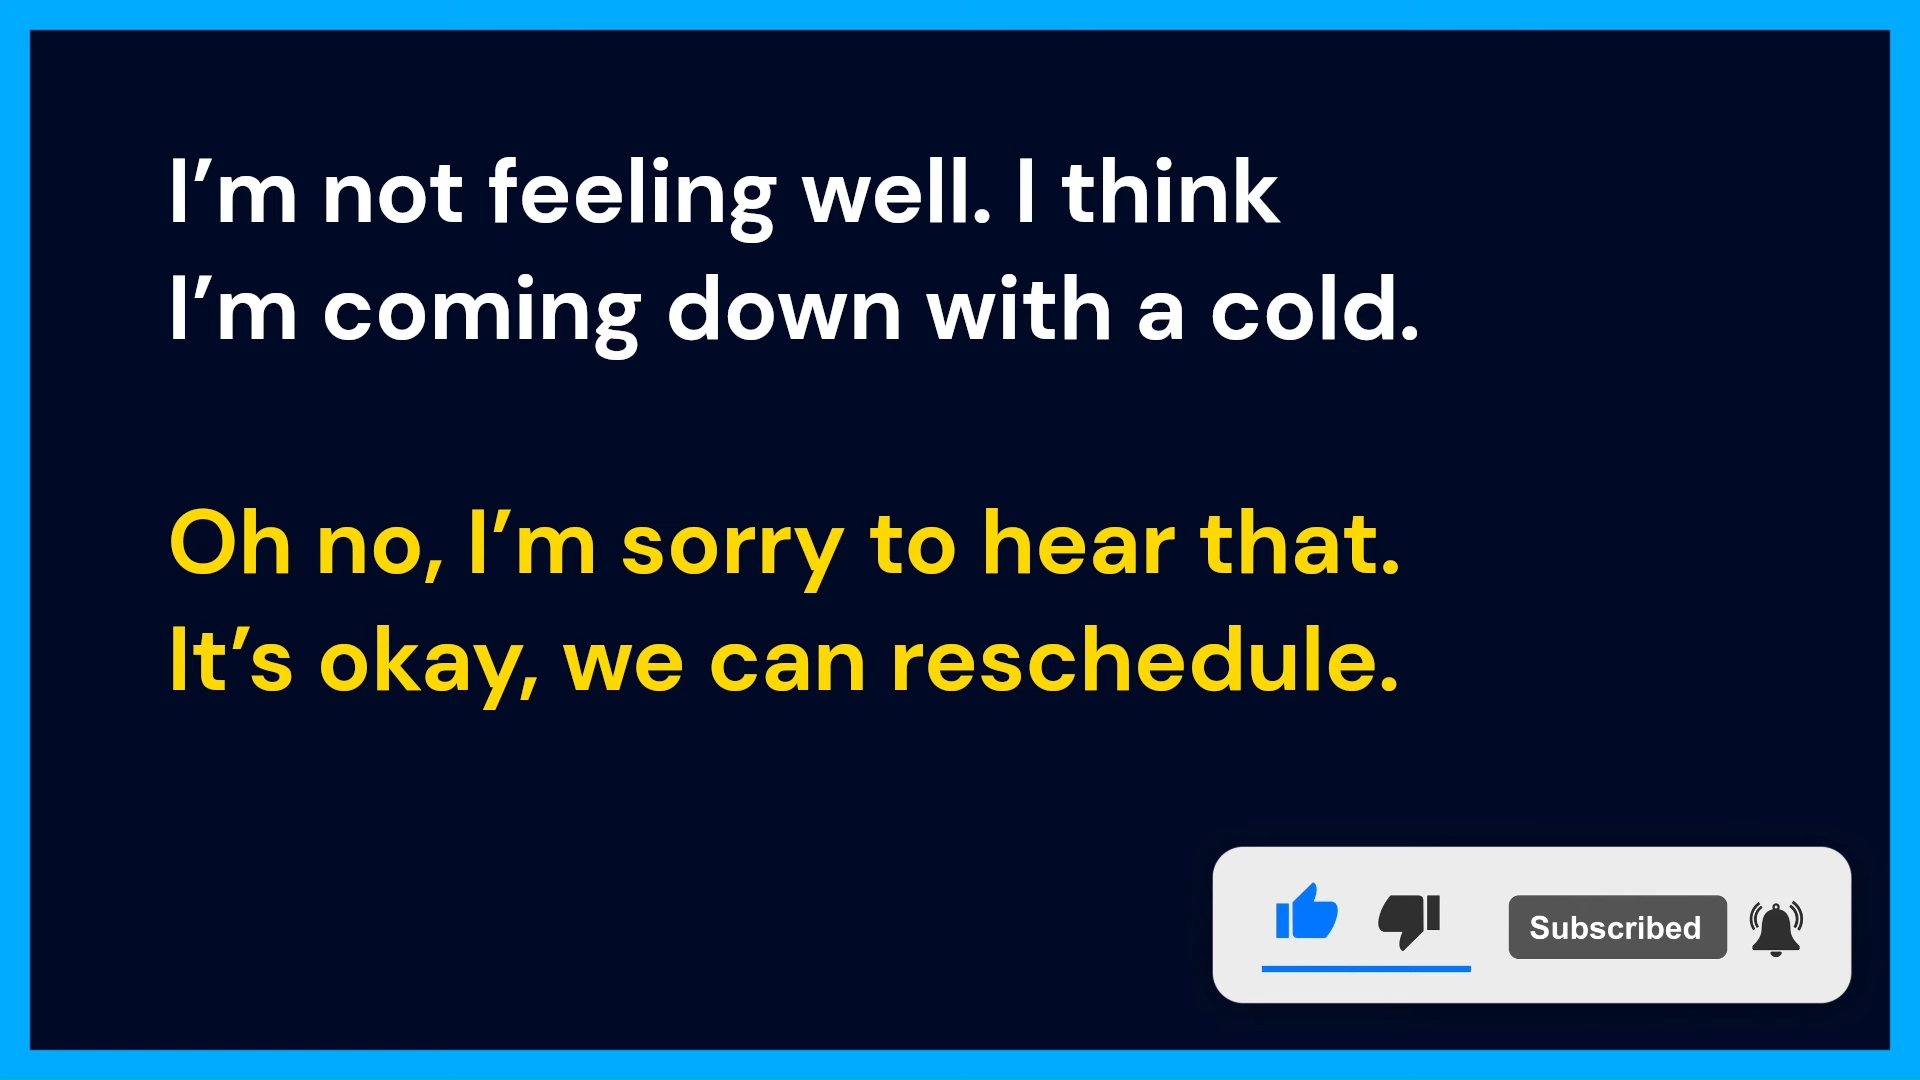 I’m not feeling well. I think
I’m coming down with a cold.
Oh no, I’m sorry to hear that.
It’s okay, we can reschedule.
Subscribed